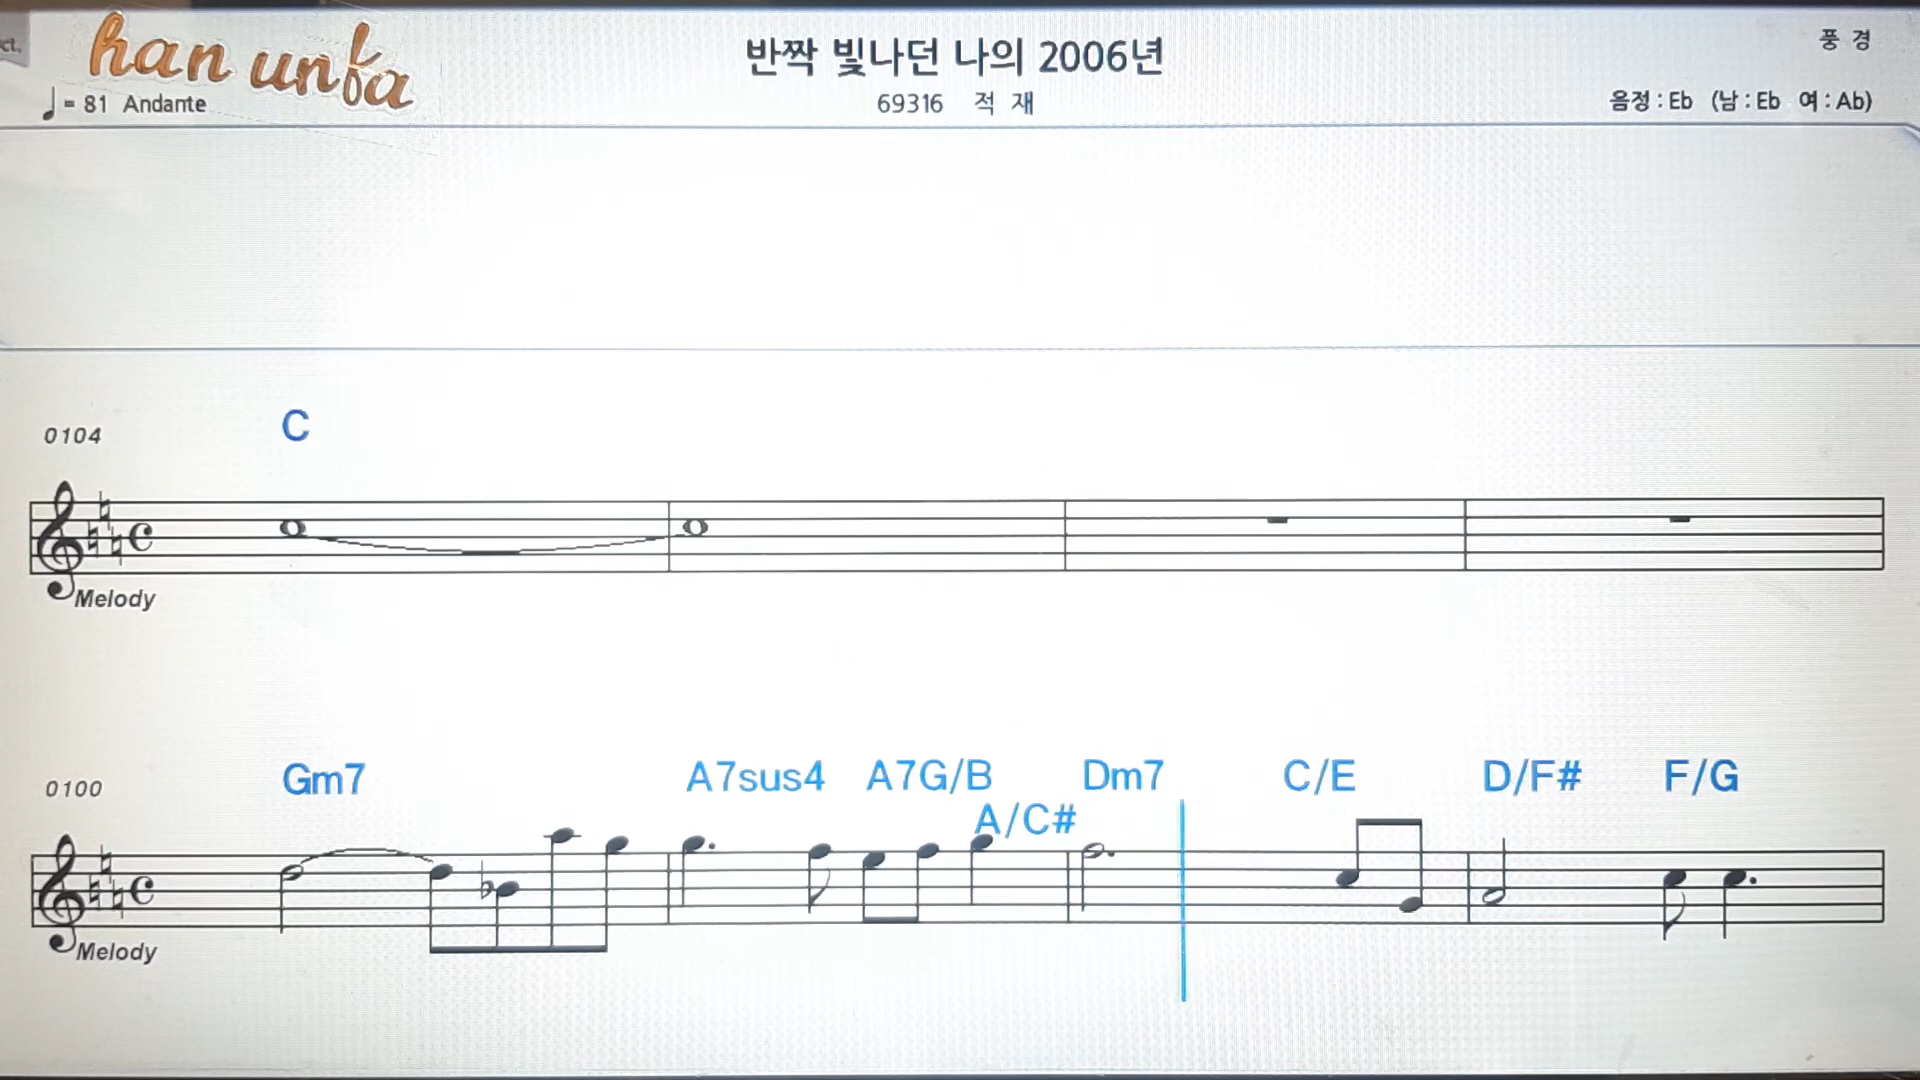 ct.
han unfa
반짝 빛나던 나의 2006년
풍 경
♩= 81 Andante
69316 적 재
음정 : Eb (남 : Eb 여 : Ab)
C
0104
Melody
Gm7 A7sus4 A7G/B Dm7 C/E D/F# F/G
0100
A/C#
Melody